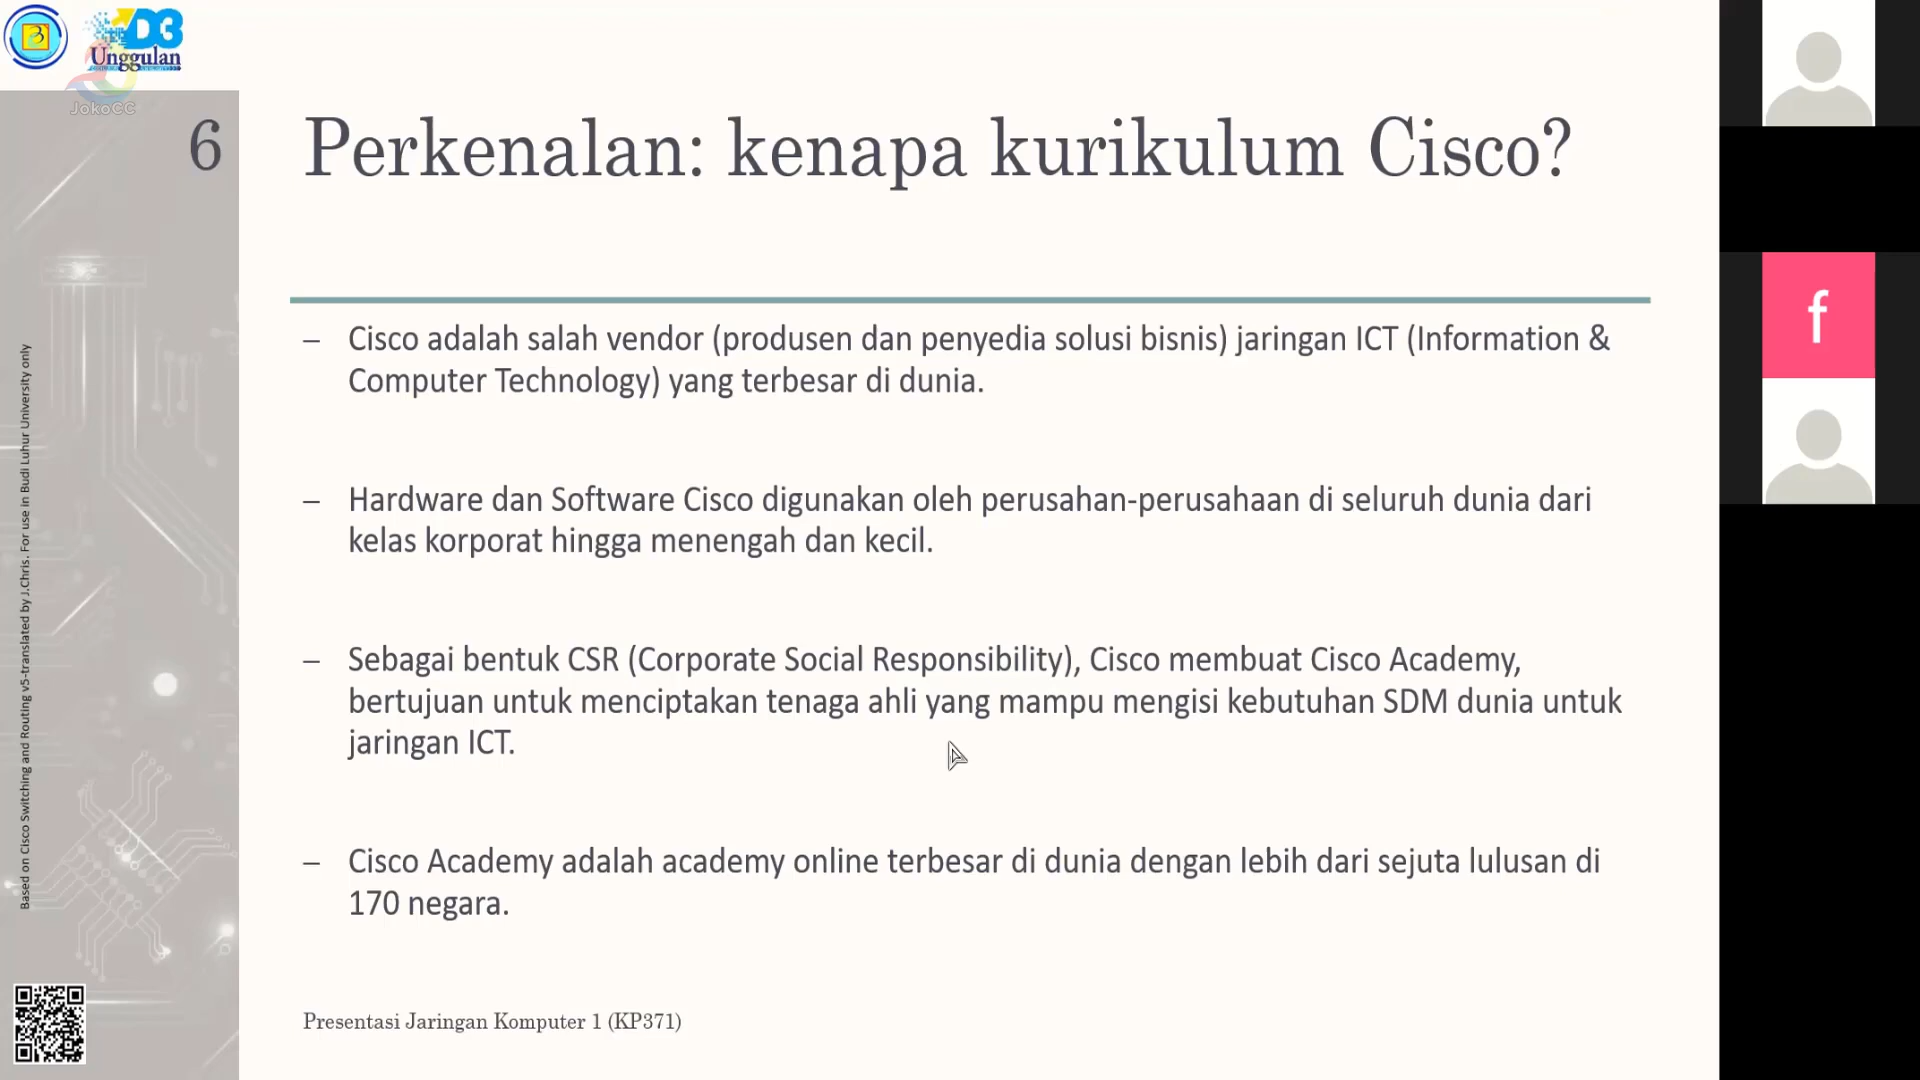 B
D3
Unggulan
JokoCC
6
Perkenalan: kenapa kurikulum Cisco?
– Cisco adalah salah vendor (produsen dan penyedia solusi bisnis) jaringan ICT (Information &
Computer Technology) yang terbesar di dunia.
– Hardware dan Software Cisco digunakan oleh perusahan-perusahaan di seluruh dunia dari
kelas korporat hingga menengah dan kecil.
– Sebagai bentuk CSR (Corporate Social Responsibility), Cisco membuat Cisco Academy,
bertujuan untuk menciptakan tenaga ahli yang mampu mengisi kebutuhan SDM dunia untuk
jaringan ICT.
– Cisco Academy adalah academy online terbesar di dunia dengan lebih dari sejuta lulusan di
170 negara.
Presentasi Jaringan Komputer 1 (KP371)
Based on Cisco Switching and Routing v5-translated by J.Chris. For use in Budi Luhur University only
f